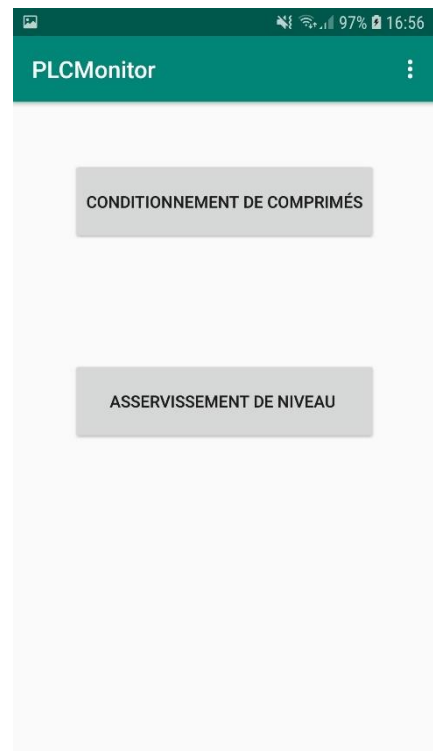 97% 16:56
PLCMonitor
CONDITIONNEMENT DE COMPRIMÉS
ASSERVISSEMENT DE NIVEAU